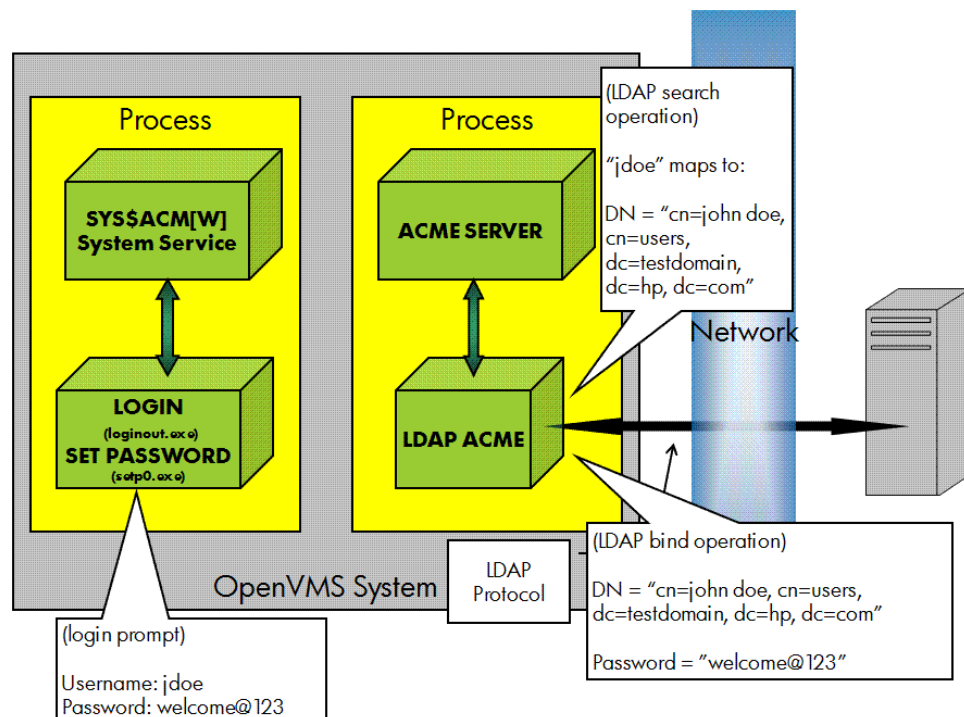 Process
SYS$ACM[W]
System Service
LOGIN
(loginout.exe)
SET PASSWORD
(setp0.exe)
Process
ACME SERVER
LDAP ACME
(LDAP search
operation)
"jdoe" maps to:
DN = "cn=john doe,
cn=users,
dc=testdomain,
dc=hp, dc=com"
Network
OpenVMS System
LDAP
Protocol
(LDAP bind operation)
DN = "cn=john doe, cn=users,
dc=testdomain, dc=hp, dc=com"
Password = "welcome@123"
(login prompt)
Username: jdoe
Password: welcome@123